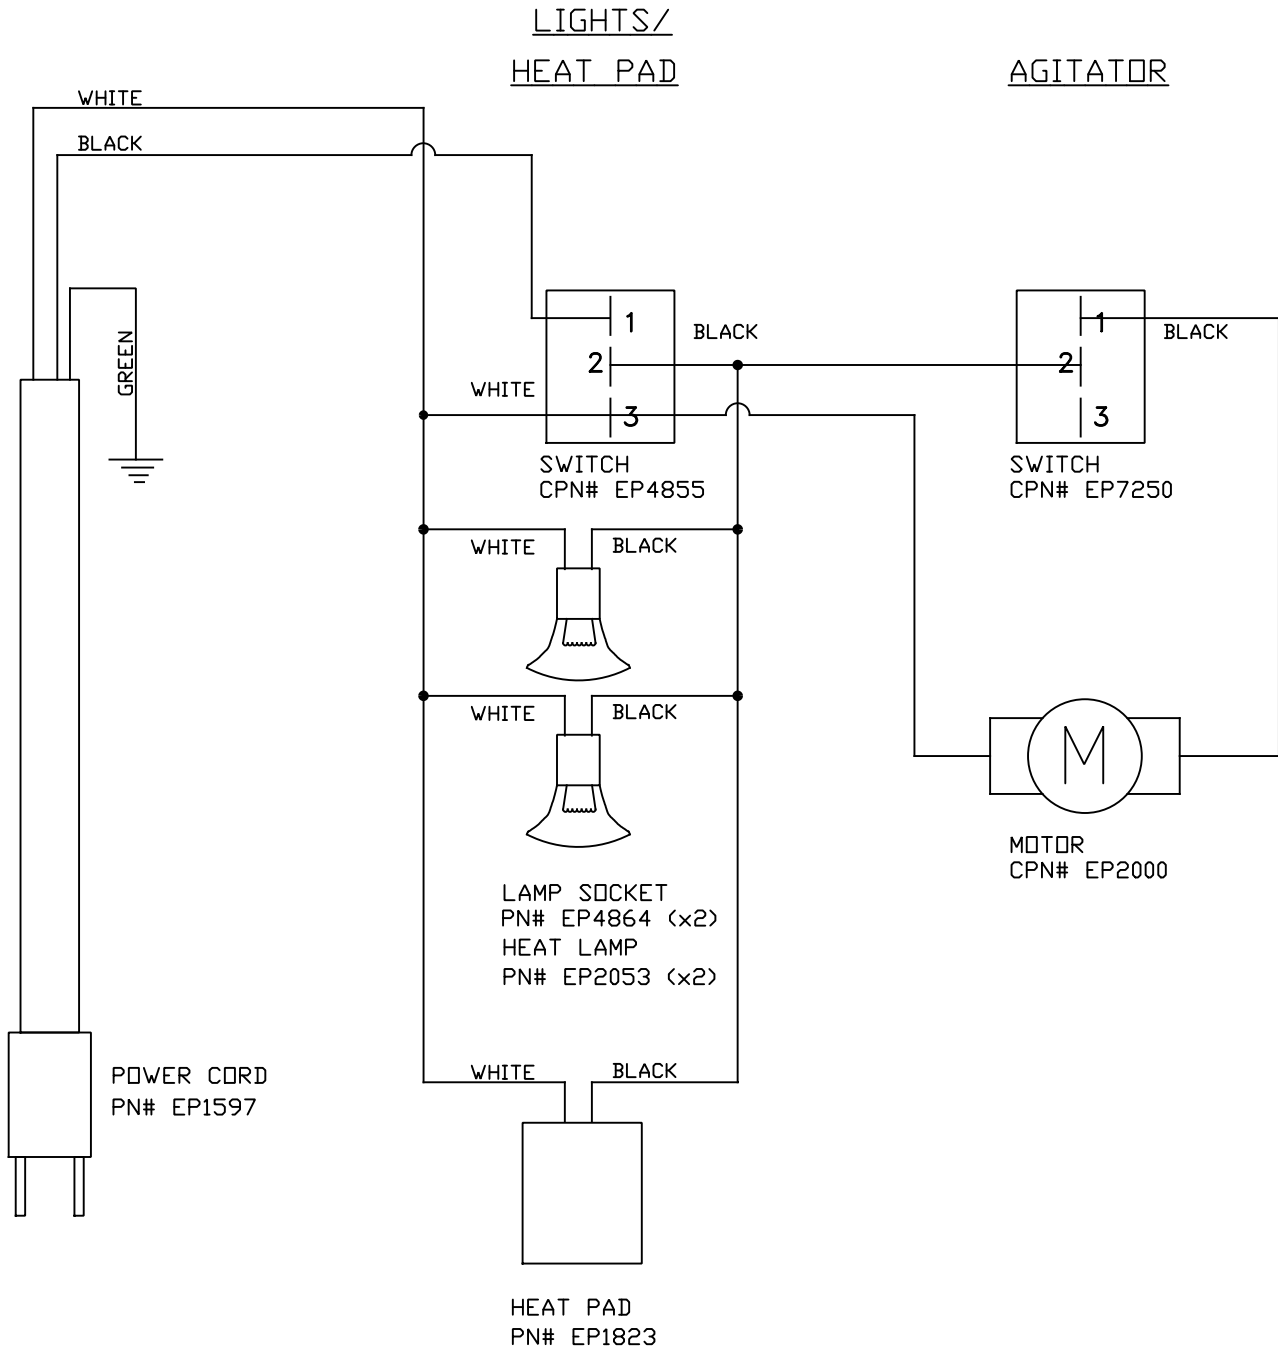 LIGHTS/
HEAT PAD
AGITATOR
WHITE
BLACK
GREEN
1
2
3
BLACK
WHITE
1
2
3
BLACK
SWITCH
CPN# EP4855
SWITCH
CPN# EP7250
WHITE
BLACK
WHITE
BLACK
M
MOTOR
CPN# EP2000
LAMP SOCKET
PN# EP4864 (x2)
HEAT LAMP
PN# EP2053 (x2)
WHITE
BLACK
POWER CORD
PN# EP1597
HEAT PAD
PN# EP1823